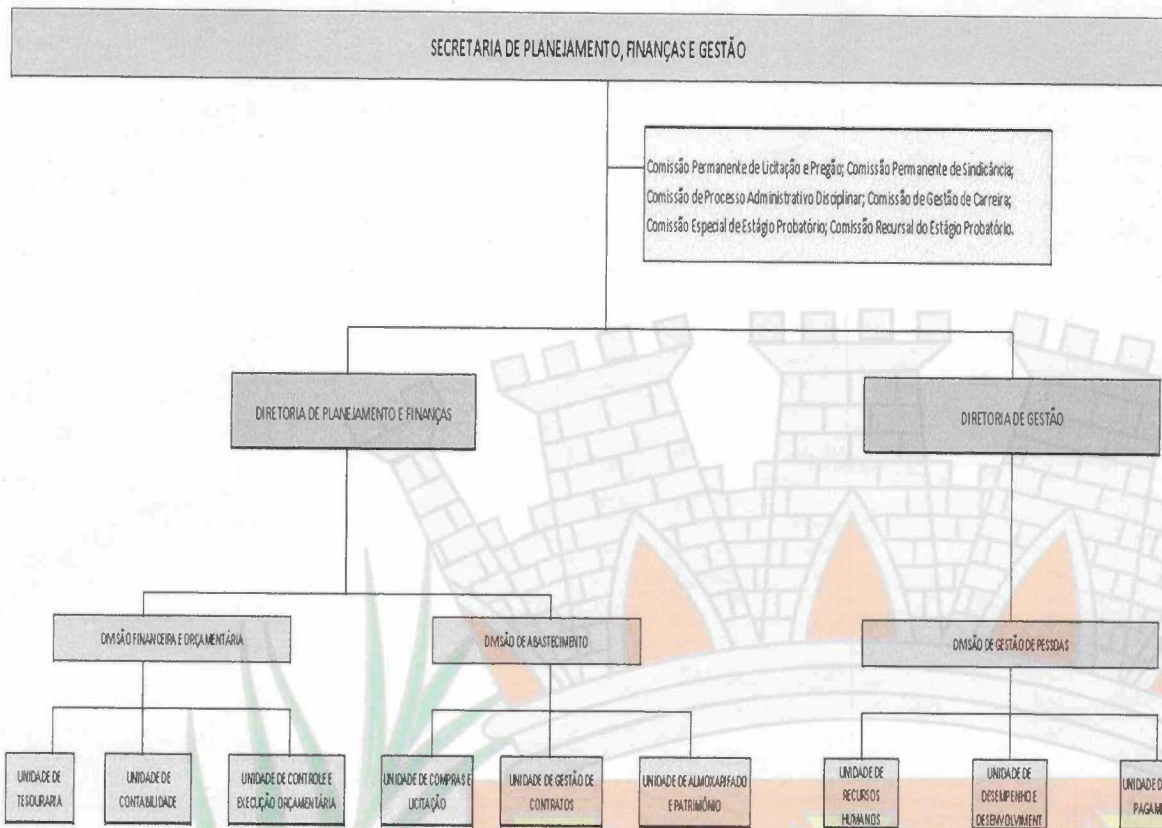 SECRETARIA DE PLANEJAMENTO, FINANÇAS E GESTÃO
Comissão Permanente de Licitação e Pregão; Comissão Permanente de Sindicância;
Comissão de Processo Administrativo Disciplinar; Comissão de Gestão de Carreira;
Comissão Especial de Estágio Probatório; Comissão Recursal do Estágio Probatório.
DIRETORIA DE PLANEJAMENTO E FINANÇAS
DIRETORIA DE GESTÃO
DIVISÃO FINANCEIRA E ORÇAMENTÁRIA
DIVISÃO DE ABASTECIMENTO
DIVISÃO DE GESTÃO DE PESSOAS
UNIDADE DE
TESOURARIA
UNIDADE DE
CONTABILIDADE
UNIDADE DE CONTROLE E
EXECUÇÃO ORÇAMENTÁRIA
UNIDADE DE COMPRAS E
LICITAÇÃO
UNIDADE DE GESTÃO DE
CONTRATOS
UNIDADE DE ALMOXARIFADO
E PATRIMÔNIO
UNIDADE DE
RECURSOS
HUMANOS
UNIDADE DE
DESEMPENHO E
DESENVOLVIMENT
UNIDADE D
PAGAM